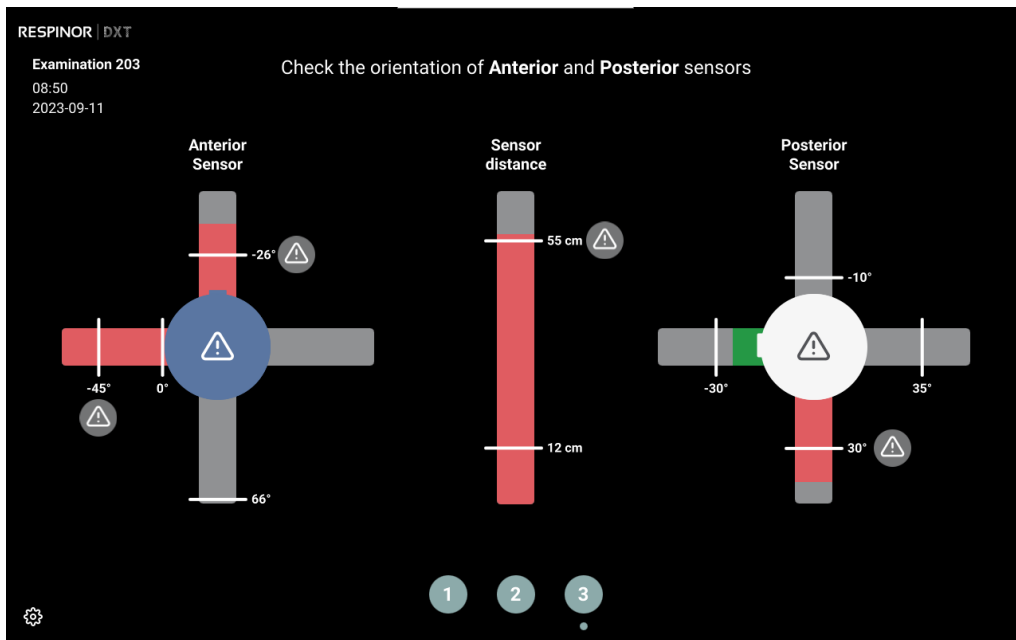 RESPINOR | DXT
Examination 203
08:50
2023-09-11
Check the orientation of Anterior and Posterior sensors
Anterior
Sensor
-26°
-45°
0°
66°
Sensor
distance
55 cm
12 cm
Posterior
Sensor
-10°
-30°
35°
30°
1
2
3